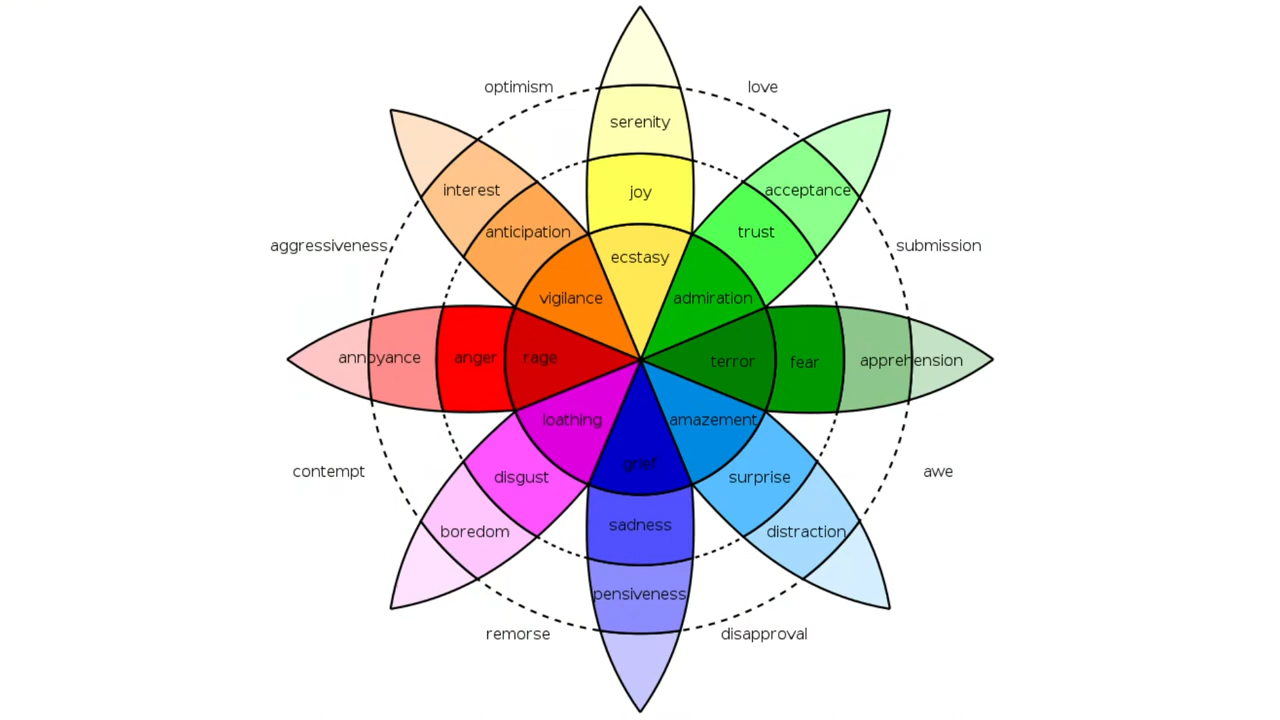 optimism
love
serenity
interest
joy
acceptance
anticipation
trust
aggressiveness
submission
ecstasy
vigilance
admiration
annoyance
anger
rage
terror
fear
apprehension
loathing
amazement
contempt
grief
awe
disgust
surprise
boredom
sadness
distraction
pensiveness
remorse
disapproval